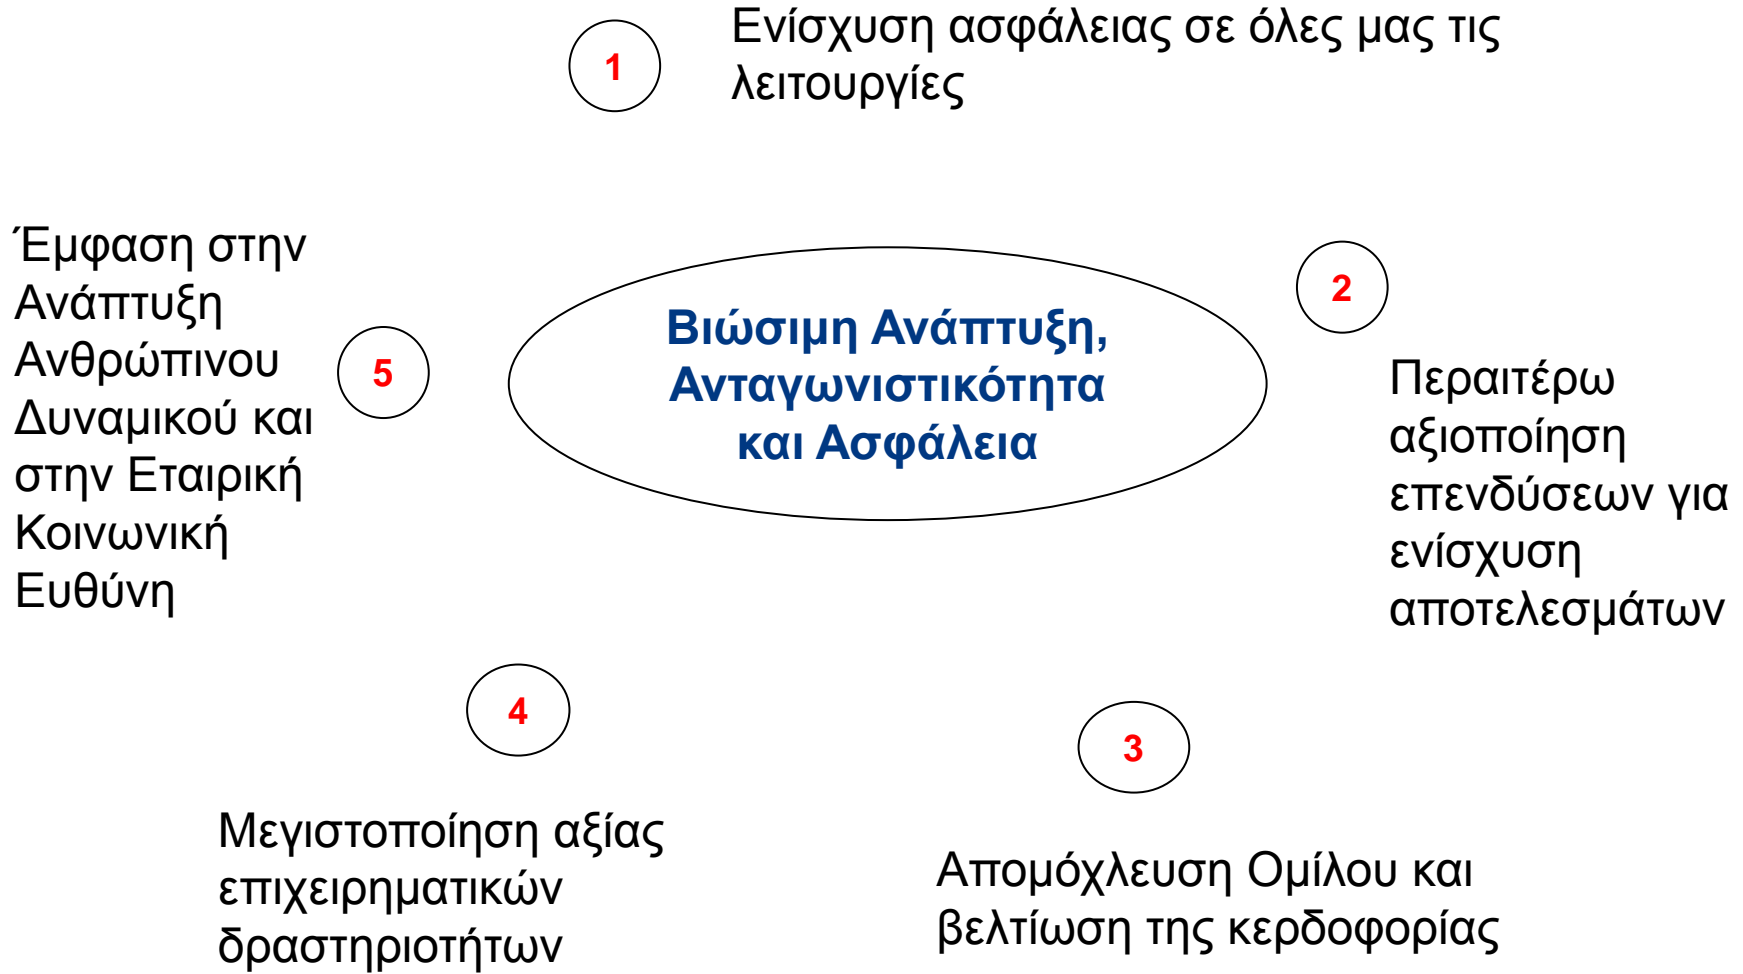 1
Ενίσχυση ασφάλειας σε όλες μας τις
λειτουργίες
Βιώσιμη Ανάπτυξη,
Ανταγωνιστικότητα
και Ασφάλεια
2
Περαιτέρω
αξιοποίηση
επενδύσεων για
ενίσχυση
αποτελεσμάτων
3
Απομόχλευση Ομίλου και
βελτίωση της κερδοφορίας
4
Μεγιστοποίηση αξίας
επιχειρηματικών
δραστηριοτήτων
5
Έμφαση στην
Ανάπτυξη
Ανθρώπινου
Δυναμικού και
στην Εταιρική
Κοινωνική
Ευθύνη